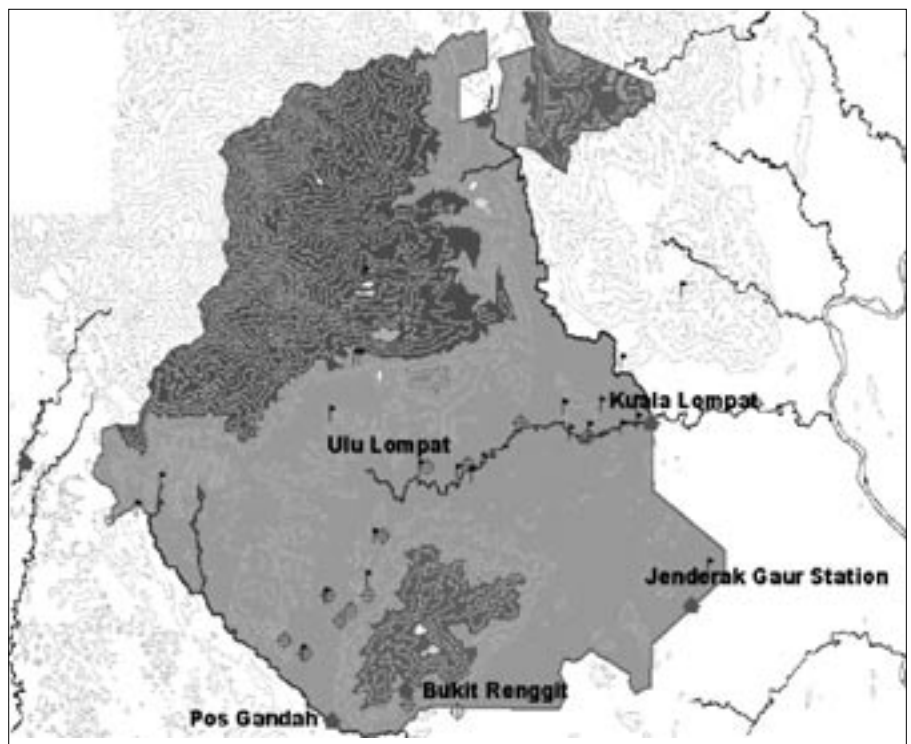 Kuala Lompat
Ulu Lompat
Jenderak Gaur Station
Bukit Renggit
Pos Gandah